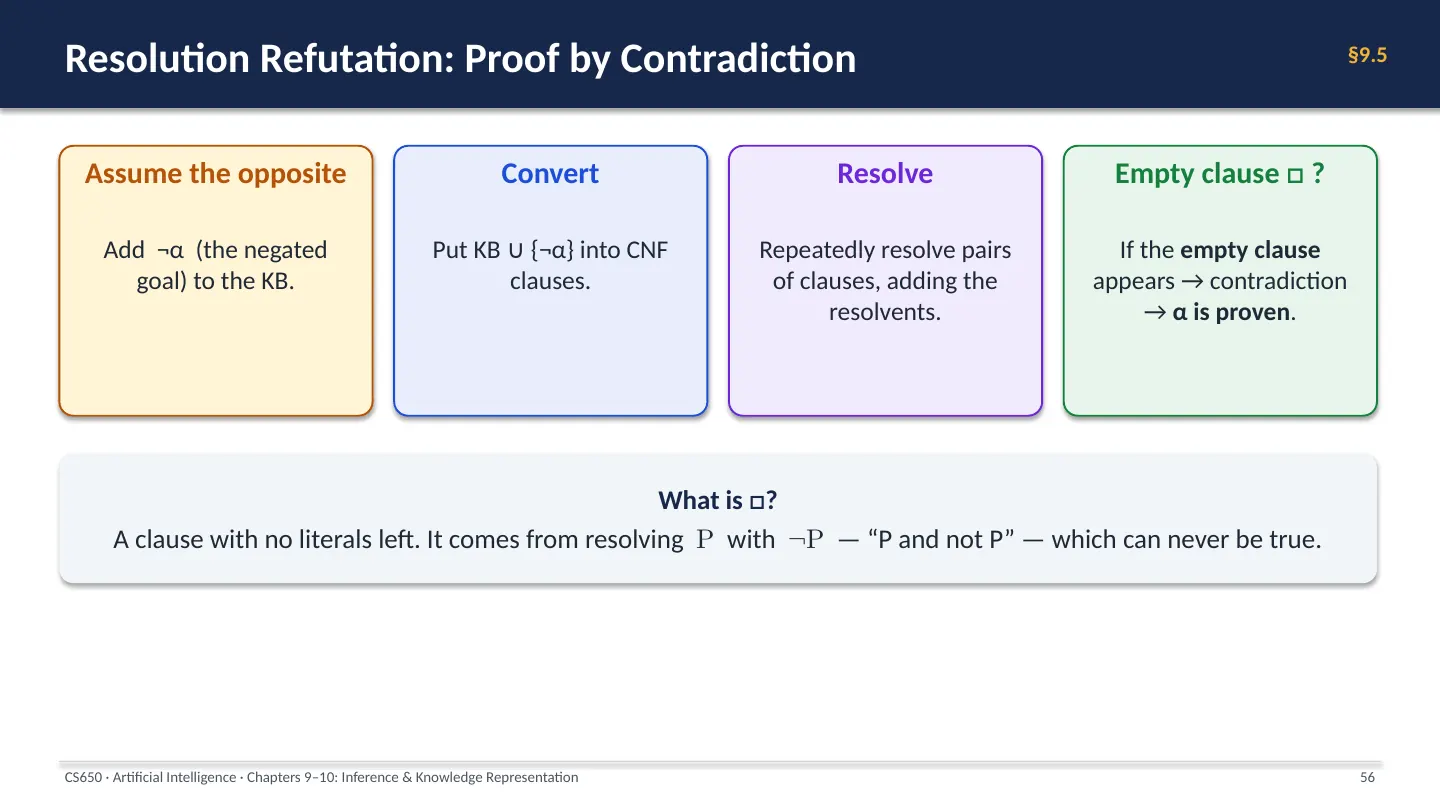 Resolution Refutation: Proof by Contradiction
§9.5
Assume the opposite
Add ¬α (the negated
goal) to the KB.
Convert
Put KB ∪ {¬α} into CNF
clauses.
Resolve
Repeatedly resolve pairs
of clauses, adding the
resolvents.
Empty clause □ ?
If the empty clause
appears → contradiction
→ α is proven.
What is □?
A clause with no literals left. It comes from resolving P with ¬P — “P and not P” — which can never be true.
CS650 · Artificial Intelligence · Chapters 9–10: Inference & Knowledge Representation
56